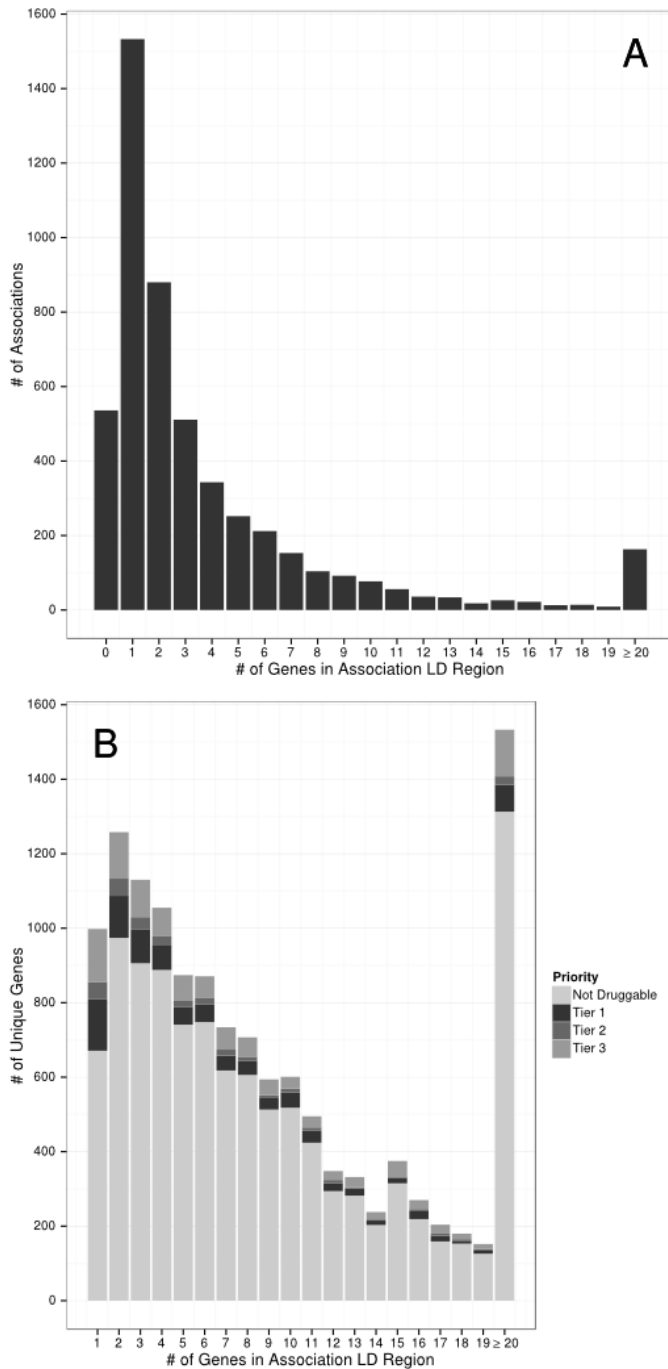 A
1600
1400
1200
1000
800
600
400
200
0
# of Associations
0 1 2 3 4 5 6 7 8 9 10 11 12 13 14 15 16 17 18 19 ≥ 20
# of Genes in Association LD Region
B
1600
1400
1200
1000
800
600
400
200
0
# of Unique Genes
1 2 3 4 5 6 7 8 9 10 11 12 13 14 15 16 17 18 19 ≥ 20
# of Genes in Association LD Region
Priority
Not Druggable
Tier 1
Tier 2
Tier 3